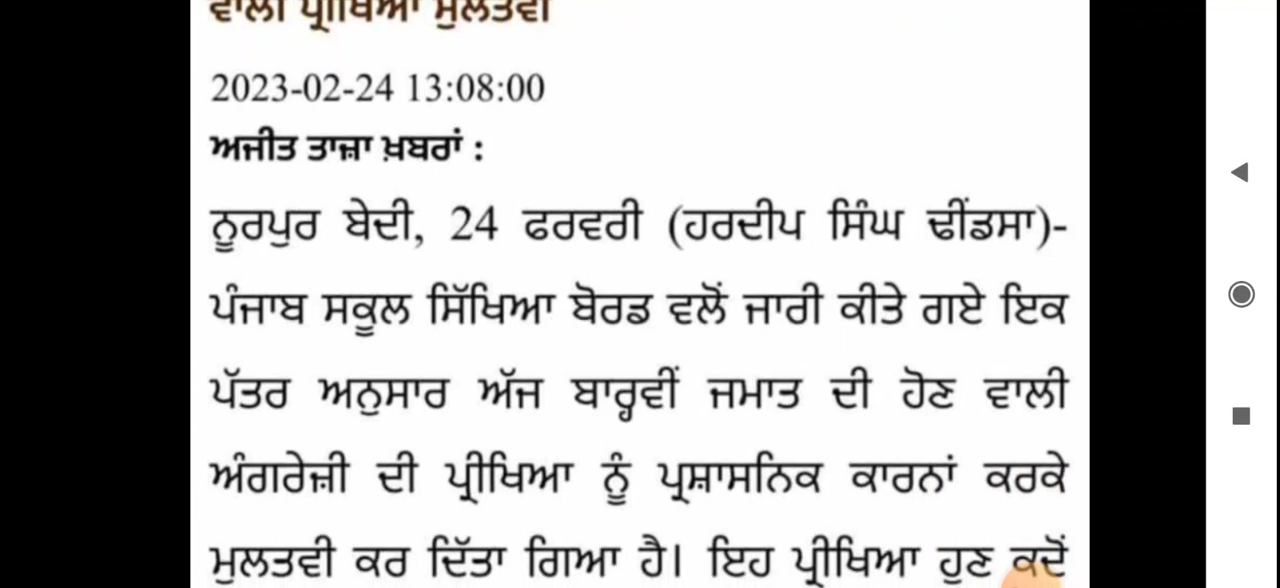 ਵਾਲੀ ਪ੍ਰੀਖਿਆ ਮੁਲਤਵੀ
2023-02-24 13:08:00
ਅਜੀਤ ਤਾਜ਼ਾ ਖ਼ਬਰਾਂ :
ਨੂਰਪੁਰ ਬੇਦੀ, 24 ਫਰਵਰੀ (ਹਰਦੀਪ ਸਿੰਘ ਢੀਂਡਸਾ)-
ਪੰਜਾਬ ਸਕੂਲ ਸਿੱਖਿਆ ਬੋਰਡ ਵਲੋਂ ਜਾਰੀ ਕੀਤੇ ਗਏ ਇਕ
ਪੱਤਰ ਅਨੁਸਾਰ ਅੱਜ ਬਾਰ੍ਹਵੀਂ ਜਮਾਤ ਦੀ ਹੋਣ ਵਾਲੀ
ਅੰਗਰੇਜ਼ੀ ਦੀ ਪ੍ਰੀਖਿਆ ਨੂੰ ਪ੍ਰਸ਼ਾਸਨਿਕ ਕਾਰਨਾਂ ਕਰਕੇ
ਮੁਲਤਵੀ ਕਰ ਦਿੱਤਾ ਗਿਆ ਹੈ। ਇਹ ਪ੍ਰੀਖਿਆ ਹੁਣ ਕਦੋਂ